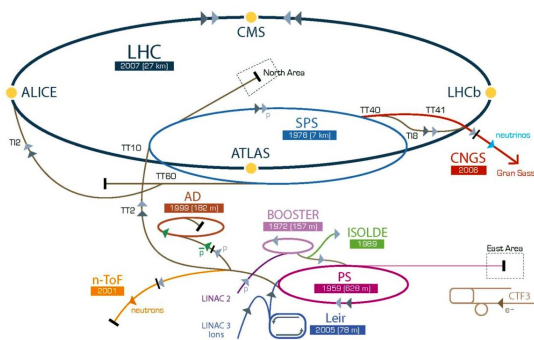 CMS
LHC
2007 (27 km)
North Area
ALICE
LHCb
p
SPS
1976 (7 km)
TT40
TT41
TI8
TI2
TT10
ATLAS
neutrinos
CNGS
2006
Gran Sass
TT60
AD
1999 (182 m)
TT2
BOOSTER
1972 (157 m)
ISOLDE
1989
p
p
East Area
n-ToF
2001
PS
1959 (628 m)
p
LINAC 2
neutrons
CTF3
e-
LINAC 3
Ions
Leir
2005 (78 m)